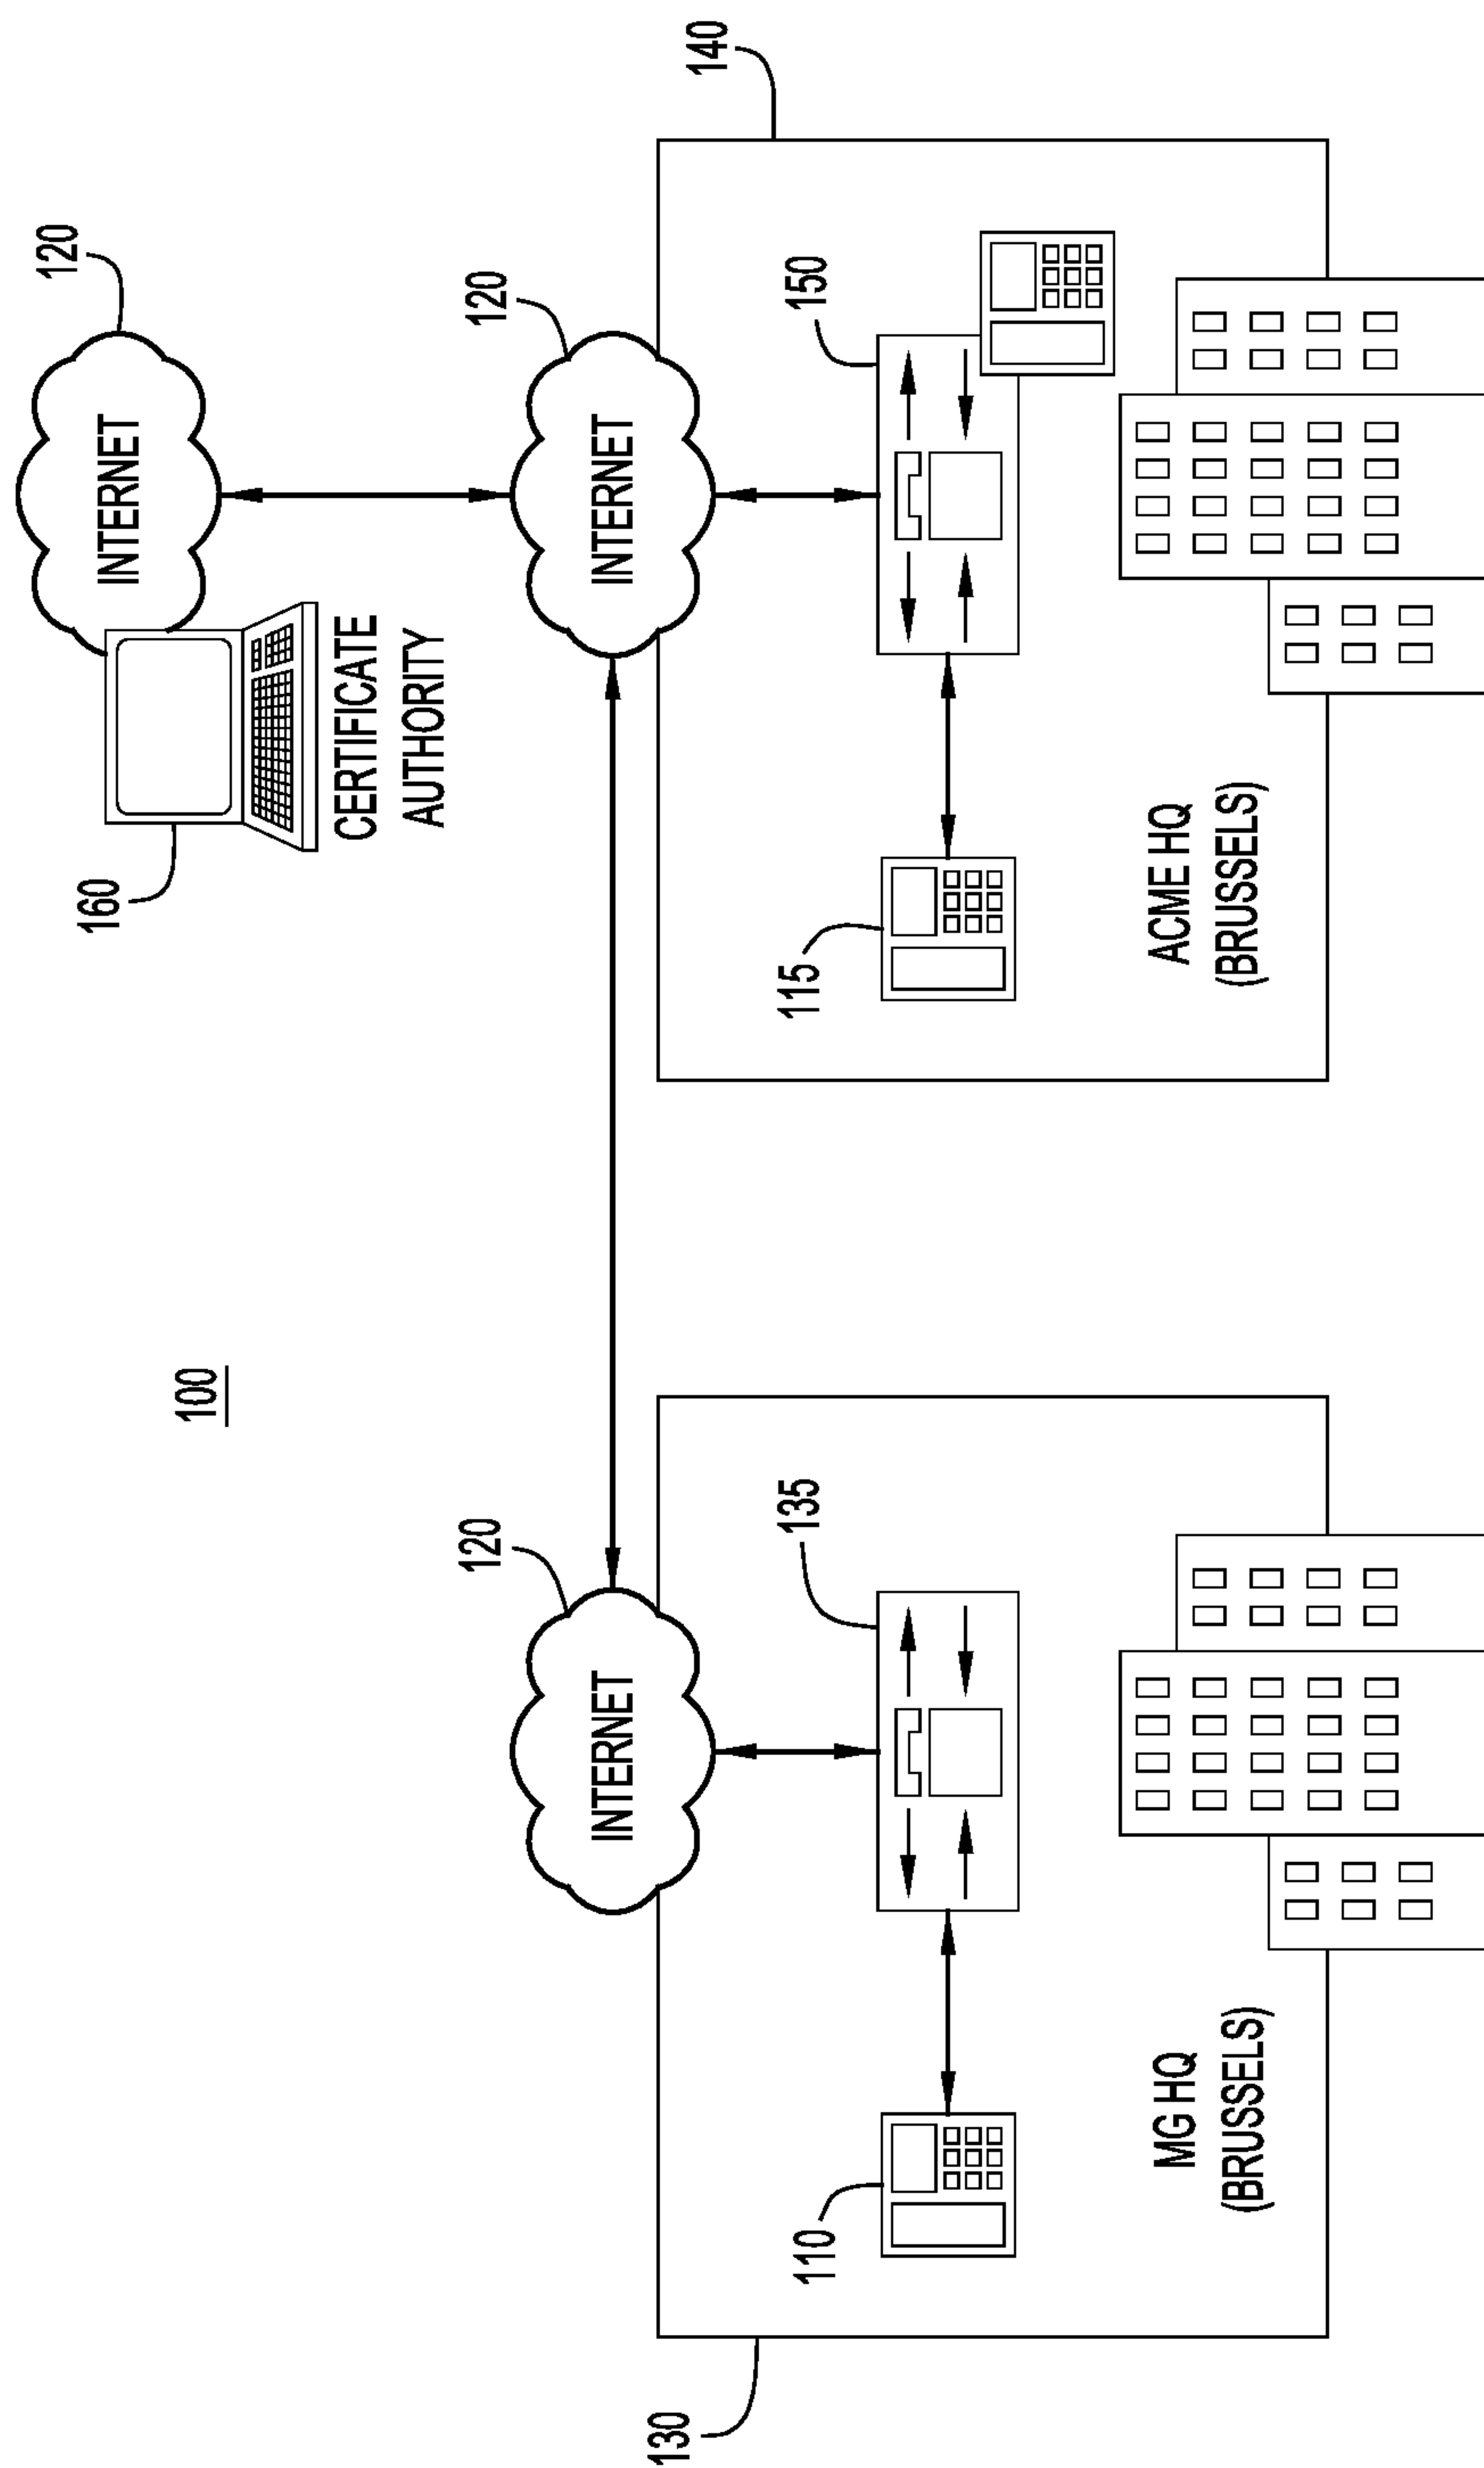 100
120
INTERNET
160
CERTIFICATE
AUTHORITY
120
INTERNET
120
INTERNET
130
140
135
110
150
115
MG HQ
(BRUSSELS)
ACME HQ
(BRUSSELS)